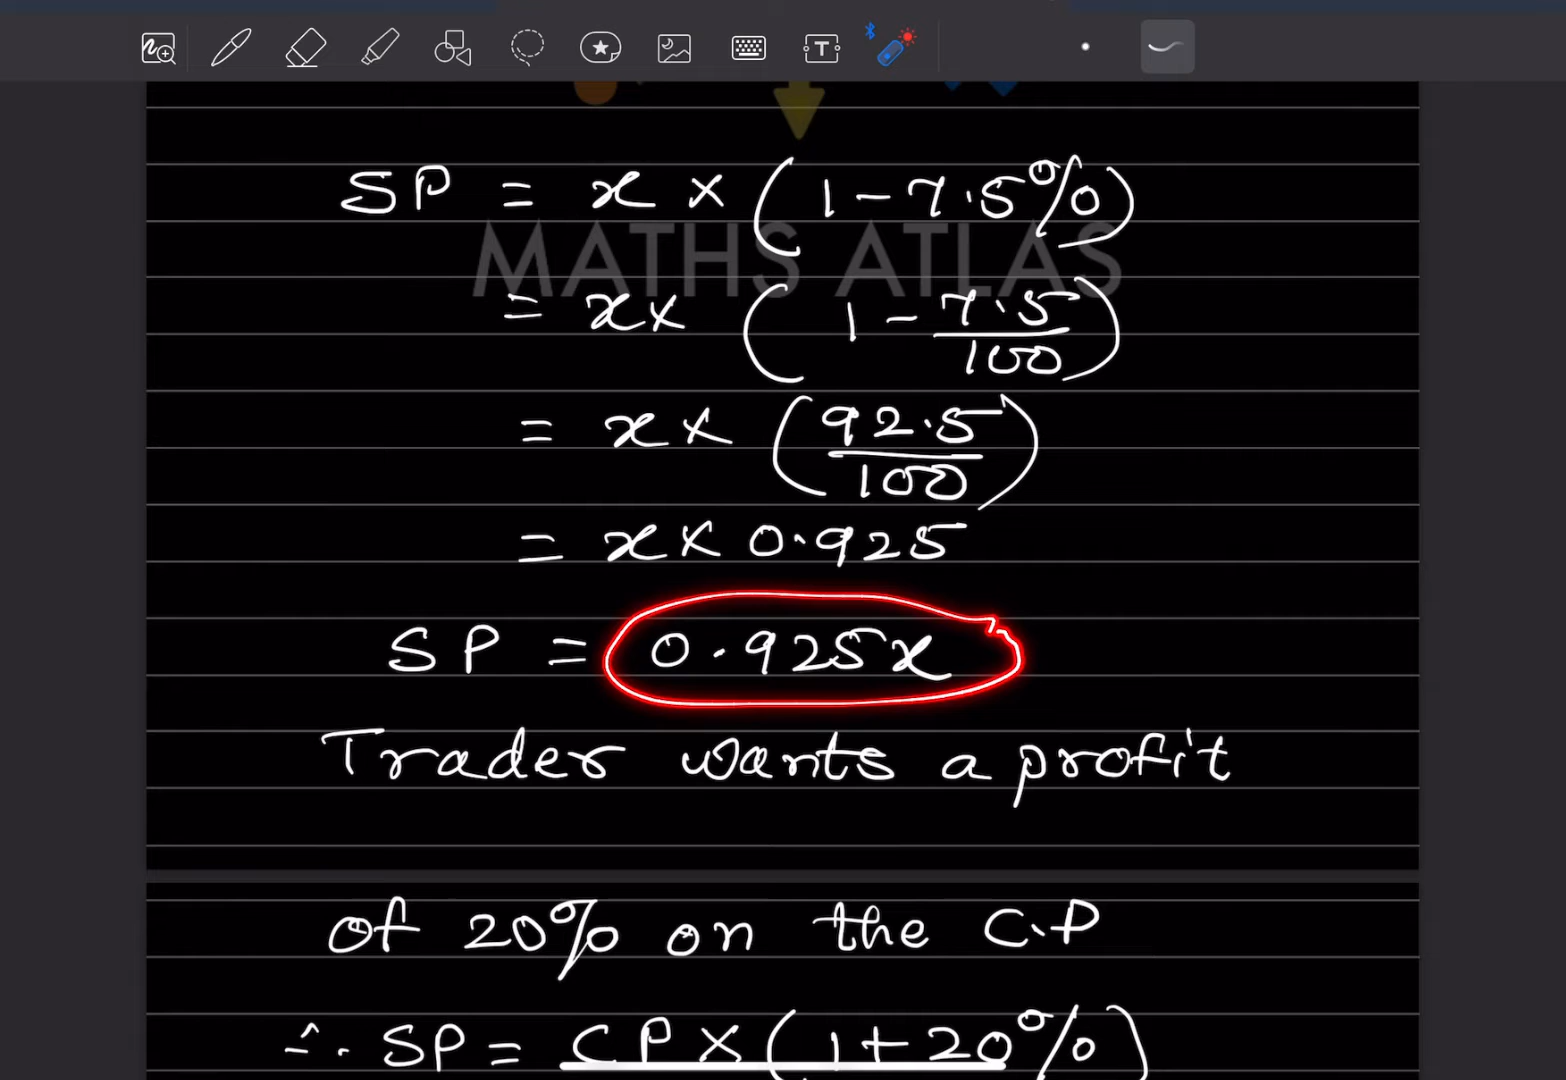 SP = x × (1 - 7.5%)
MATHS ATLAS
= x × (1 - 7.5/100)
= x × (92.5/100)
= x × 0.925
SP = 0.925x
Trader wants a profit
of 20% on the C.P
∴ SP = CP × (1 + 20%)